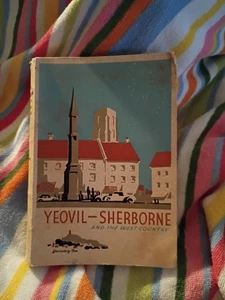 YEOVIL–SHERBORNE
AND THE WEST COUNTRY